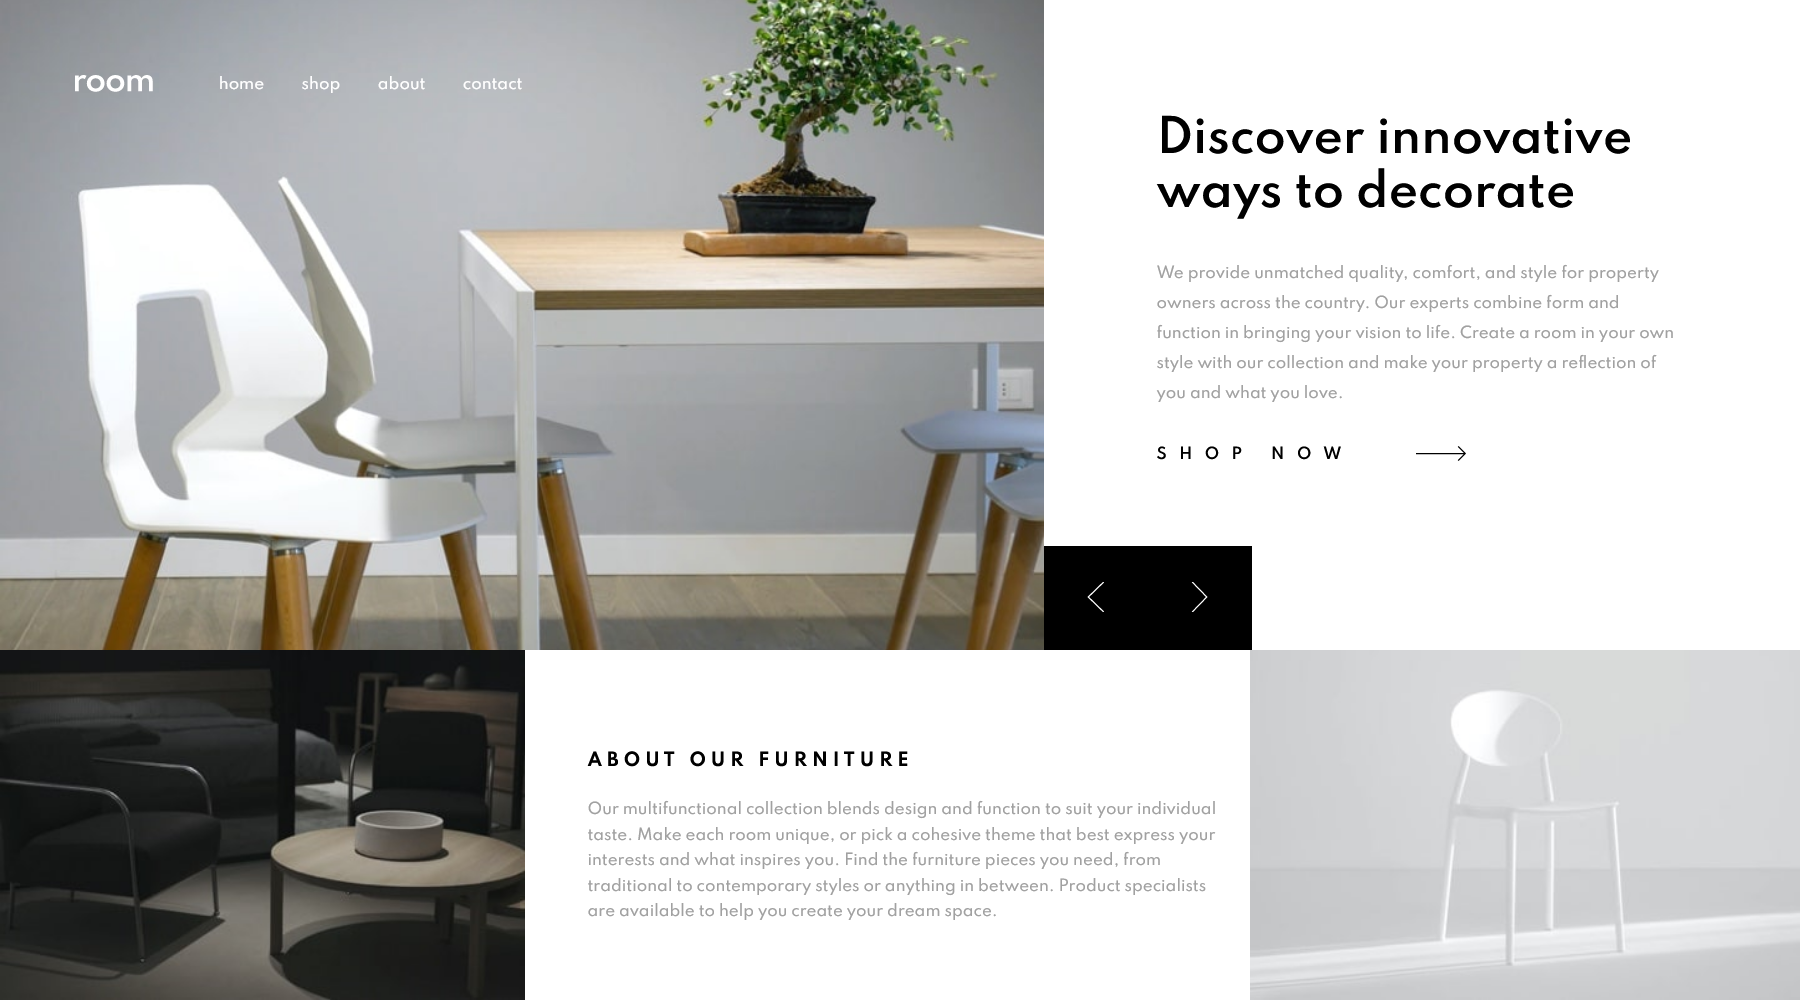 room
home shop about contact
Discover innovative
ways to decorate
We provide unmatched quality, comfort, and style for property
owners across the country. Our experts combine form and
function in bringing your vision to life. Create a room in your own
style with our collection and make your property a reflection of
you and what you love.
SHOP NOW
ABOUT OUR FURNITURE
Our multifunctional collection blends design and function to suit your individual
taste. Make each room unique, or pick a cohesive theme that best express your
interests and what inspires you. Find the furniture pieces you need, from
traditional to contemporary styles or anything in between. Product specialists
are available to help you create your dream space.